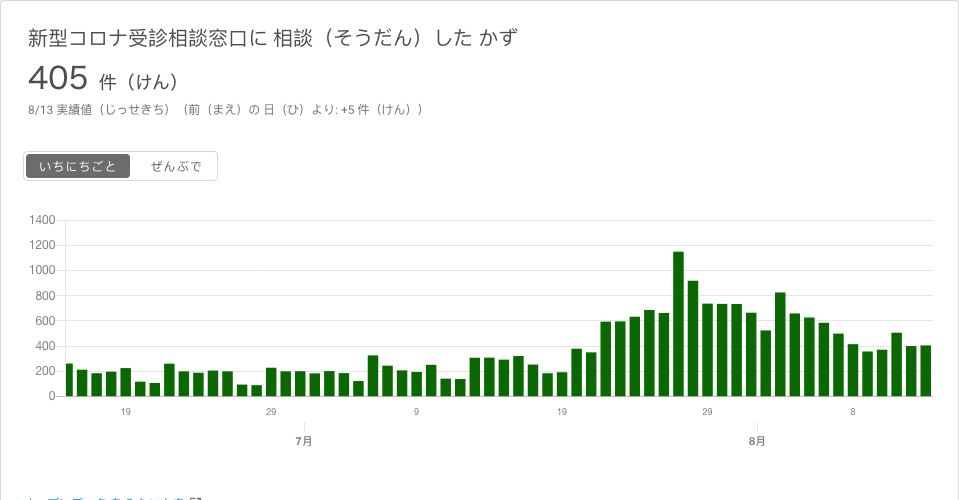 新型コロナ受診相談窓口に 相談（そうだん）した かず
405 件（けん）
8/13 実績値（じっせきち）（前（まえ）の 日（ひ）より: +5 件（けん））
いちにちごと ぜんぶで
1400
1200
1000
800
600
400
200
0
19 29 9 19 29 8
7月 8月